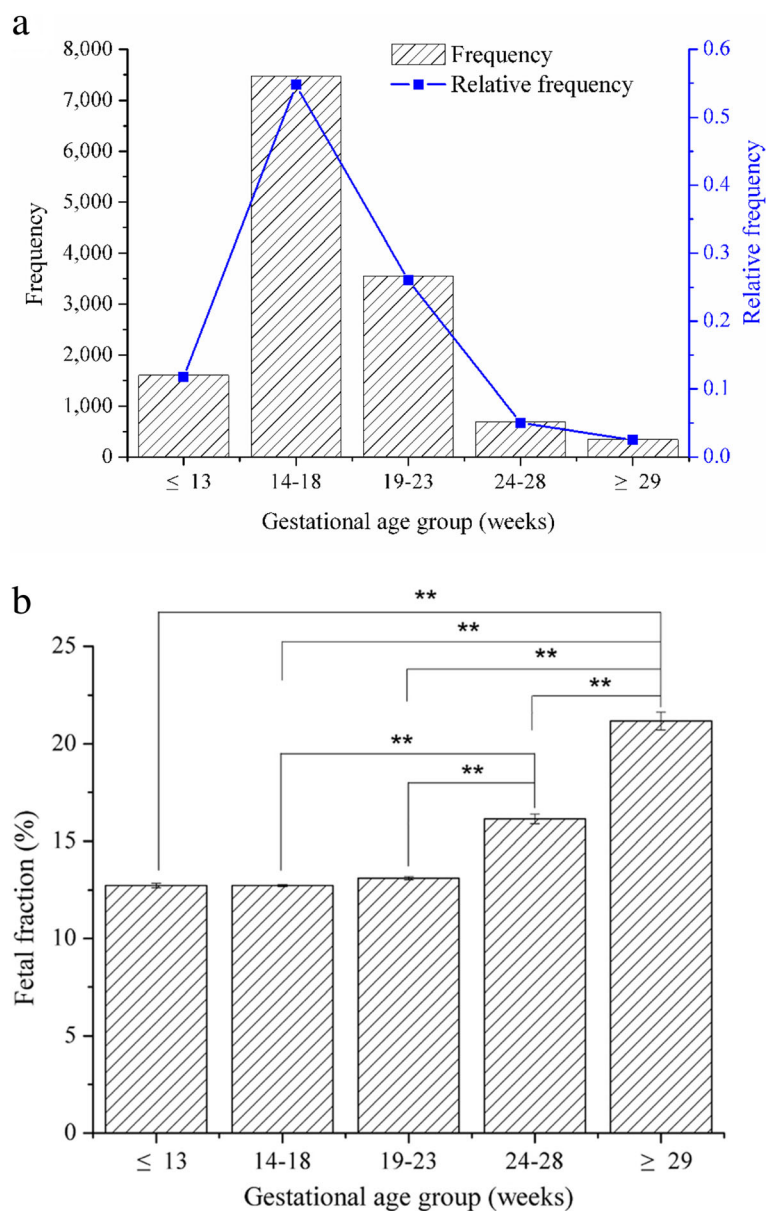 a
8,000
7,000
6,000
5,000
4,000
3,000
2,000
1,000
0
Frequency
Frequency
Relative frequency
0.6
0.5
0.4
0.3
0.2
0.1
0.0
Relative frequency
≤ 13 14-18 19-23 24-28 ≥ 29
Gestational age group (weeks)
b
25
20
15
10
5
0
Fetal fraction (%)
**
**
**
**
**
**
≤ 13 14-18 19-23 24-28 ≥ 29
Gestational age group (weeks)